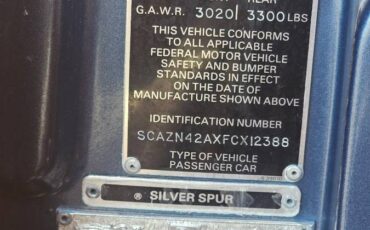 REAR
G.A.W.R. 3020 3300 LBS
THIS VEHICLE CONFORMS
TO ALL APPLICABLE
FEDERAL MOTOR VEHICLE
SAFETY AND BUMPER
STANDARDS IN EFFECT
ON THE DATE OF
MANUFACTURE SHOWN ABOVE
IDENTIFICATION NUMBER
SCAZN42AXFCX12388
TYPE OF VEHICLE
PASSENGER CAR
® SILVER SPUR